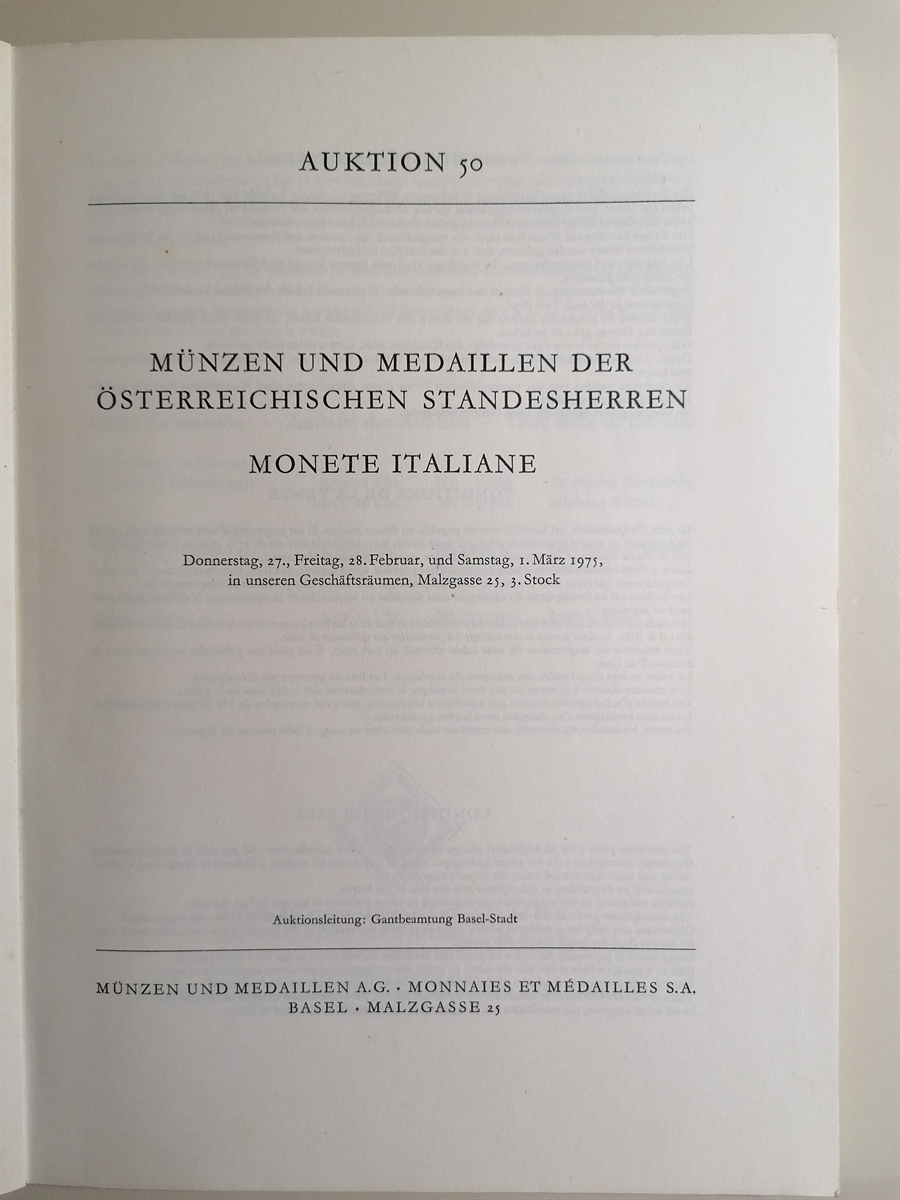 AUKTION 50
MÜNZEN UND MEDAILLEN DER
ÖSTERREICHISCHEN STANDESHERREN
MONETE ITALIANE
Donnerstag, 27., Freitag, 28. Februar, und Samstag, 1. März 1975,
in unseren Geschäftsräumen, Malzgasse 25, 3. Stock
Auktionsleitung: Gantbeamtung Basel-Stadt
MÜNZEN UND MEDAILLEN A.G. · MONNAIES ET MÉDAILLES S.A.
BASEL · MALZGASSE 25